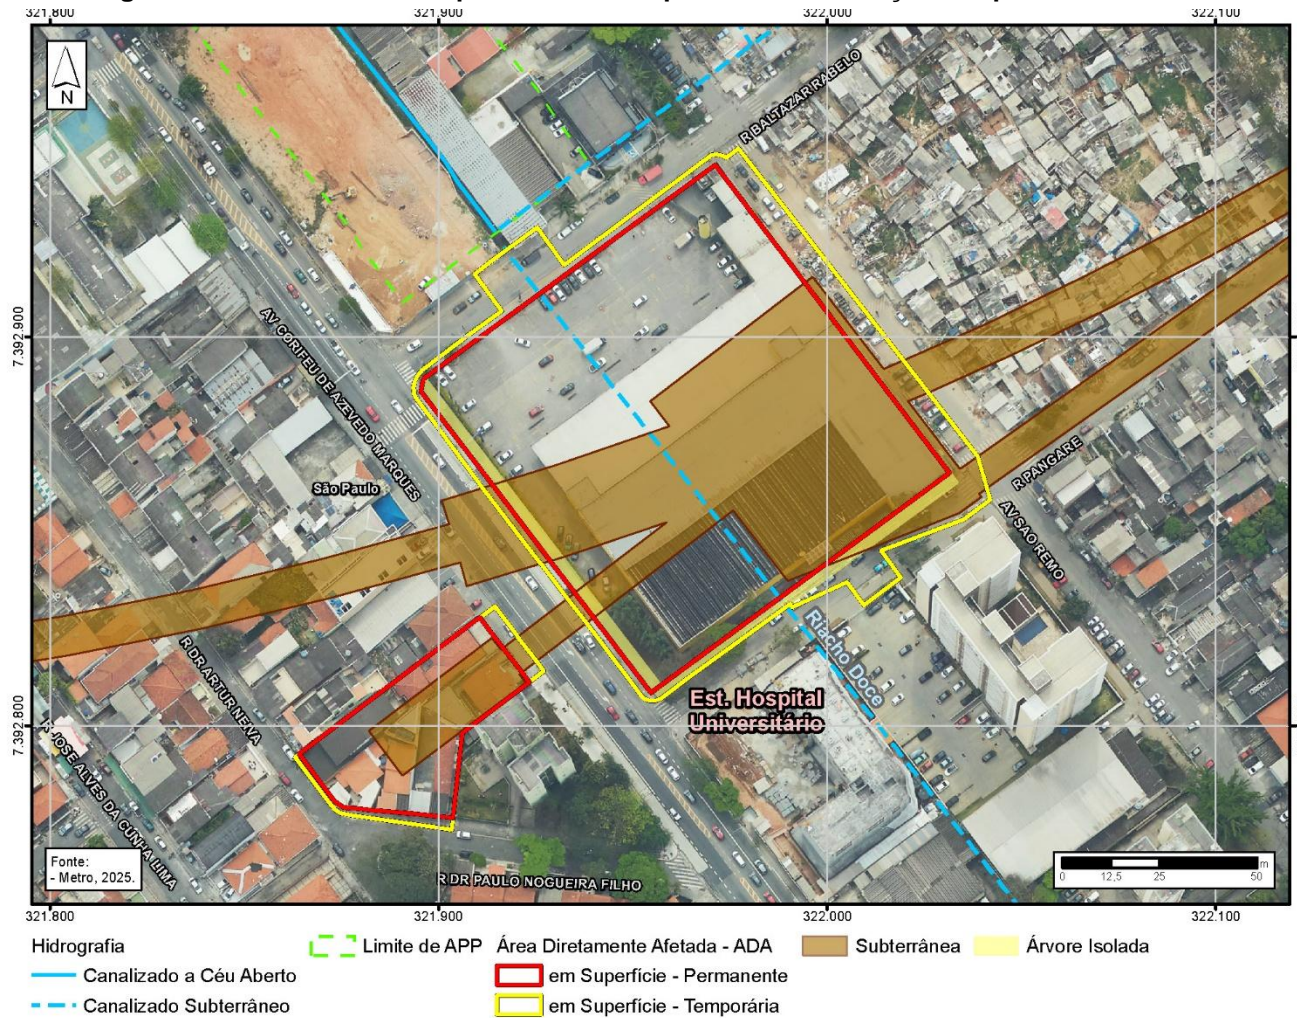 321.800 321.900 322.000 322.100
N
R BALTAZAR RABELO
7.392.900
AV. CORIFEU DE AZEVEDO MARQUES
São Paulo
R PANGARE
AV SAO REMO
R DR ARTUR NEIVA
Riacho Doce
Est. Hospital
Universitário
7.392.800
R JOSE ALVES DA CUNHA LIMA
Fonte:
- Metro, 2025.
R DR PAULO NOGUEIRA FILHO
m
0 12,5 25 50
321.800 321.900 322.000 322.100
Hidrografia Limite de APP Área Diretamente Afetada - ADA Subterrânea Árvore Isolada
Canalizado a Céu Aberto em Superfície - Permanente
Canalizado Subterrâneo em Superfície - Temporária